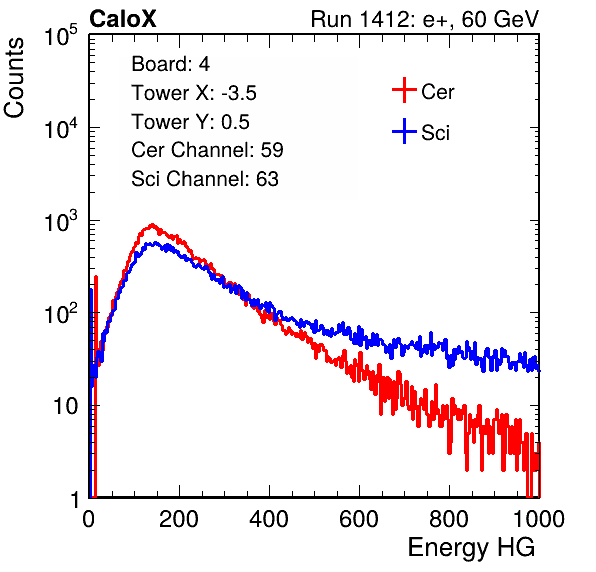 CaloX Run 1412: e+, 60 GeV
Counts
Board: 4
Tower X: -3.5
Tower Y: 0.5
Cer Channel: 59
Sci Channel: 63
Cer
Sci
10^5
10^4
10^3
10^2
10
1
0 200 400 600 800 1000
Energy HG